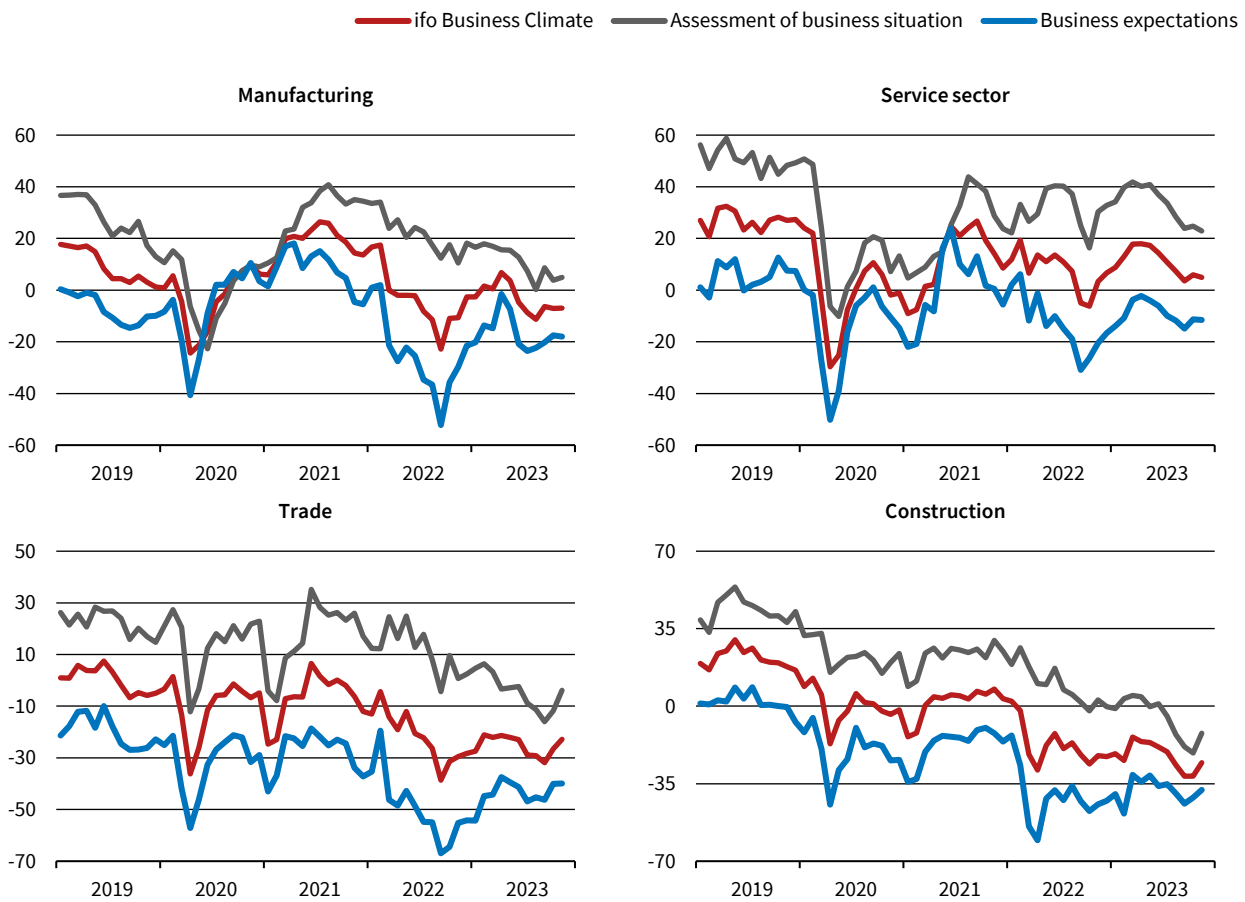 ifo Business Climate Assessment of business situation Business expectations
Manufacturing
60
40
20
0
-20
-40
-60
2019 2020 2021 2022 2023
Service sector
60
40
20
0
-20
-40
-60
2019 2020 2021 2022 2023
Trade
50
30
10
-10
-30
-50
-70
2019 2020 2021 2022 2023
Construction
70
35
0
-35
-70
2019 2020 2021 2022 2023